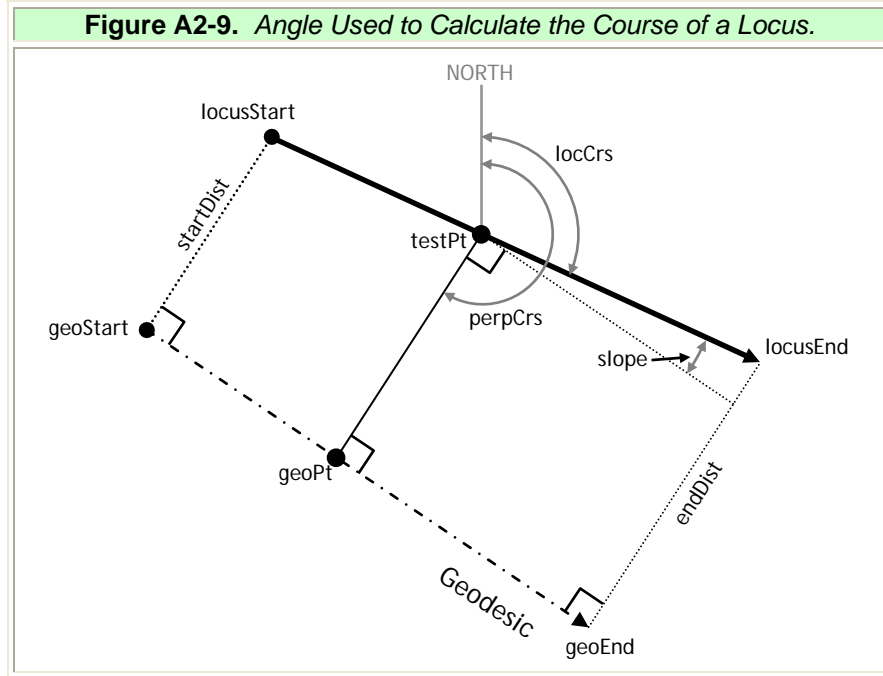 Figure A2-9. Angle Used to Calculate the Course of a Locus.
NORTH
locusStart
locCrs
startDist
testPt
perpCrs
geoStart
locusEnd
slope
geoPt
endDist
Geodesic
geoEnd